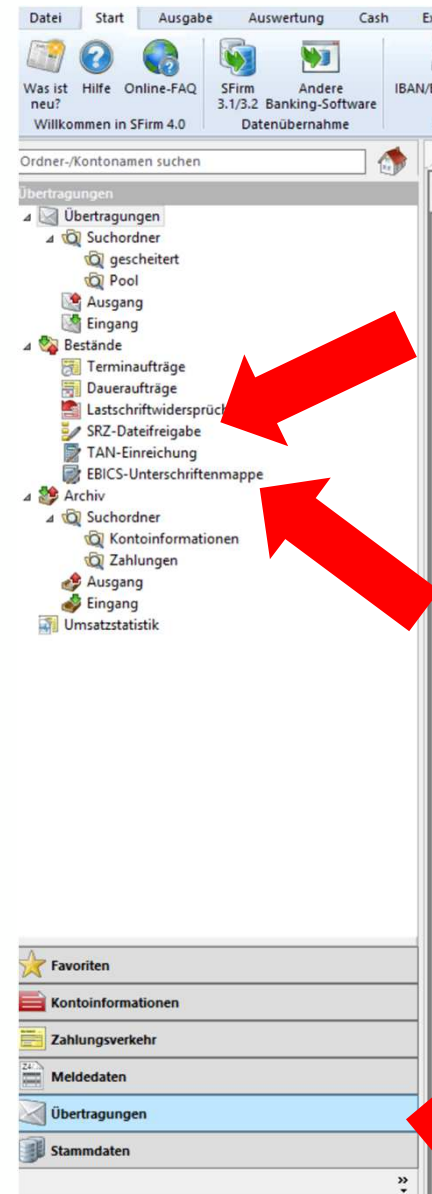 Datei Start Ausgabe Auswertung Cash
Was ist neu? Hilfe Online-FAQ SFirm 3.1/3.2 Andere Banking-Software
Willkommen in SFirm 4.0 Datenübernahme
Ordner-/Kontonamen suchen
Übertragungen
Übertragungen
Suchordner
gescheitert
Pool
Ausgang
Eingang
Bestände
Terminaufträge
Daueraufträge
Lastschriftwidersprüc
SRZ-Dateifreigabe
TAN-Einreichung
EBICS-Unterschriftenmappe
Archiv
Suchordner
Kontoinformationen
Zahlungen
Ausgang
Eingang
Umsatzstatistik
Favoriten
Kontoinformationen
Zahlungsverkehr
Meldedaten
Übertragungen
Stammdaten